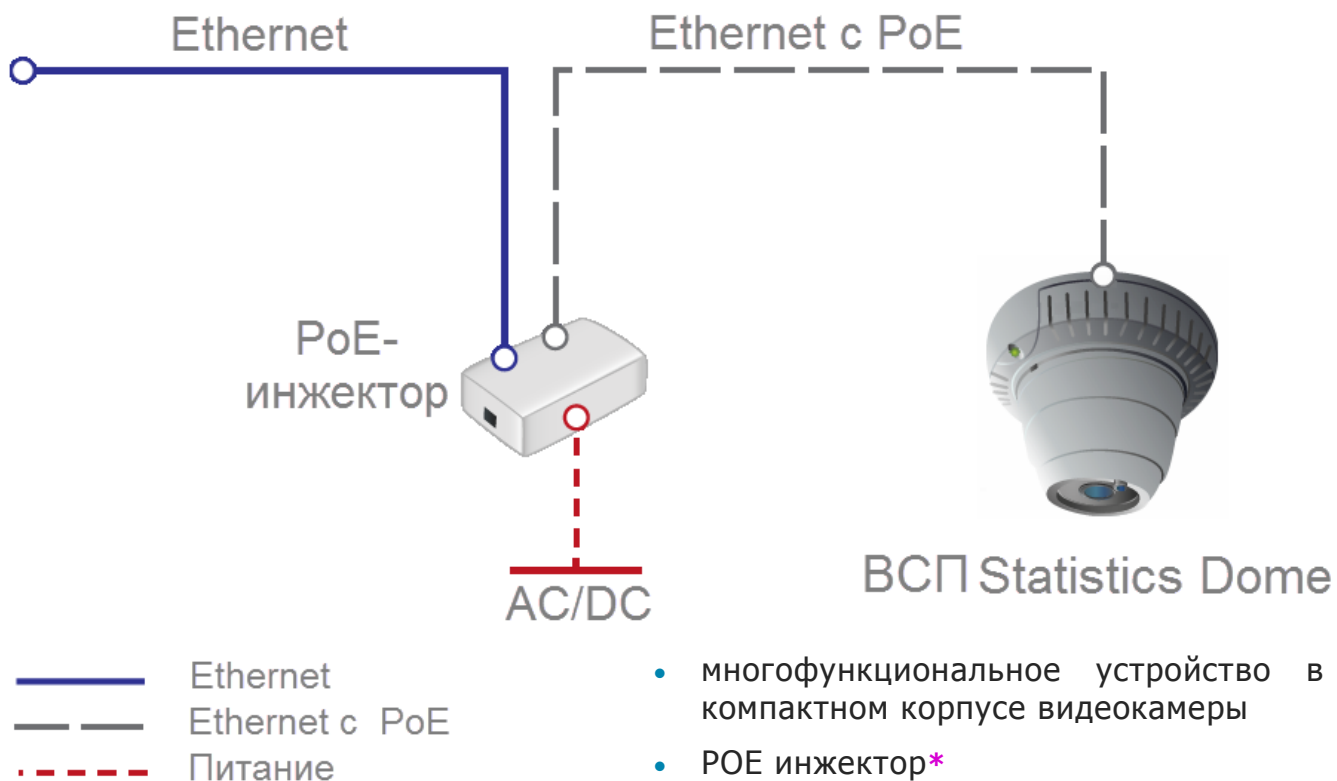 Ethernet
Ethernet с PoE
PoE-
инжектор
AC/DC
ВСП Statistics Dome
Ethernet
Ethernet с PoE
Питание
• многофункциональное устройство в
компактном корпусе видеокамеры
• POE инжектор*